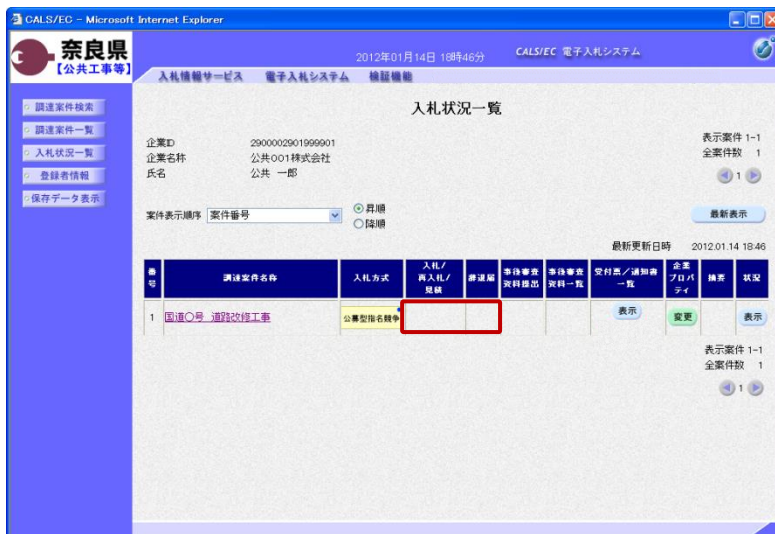 CALS/EC - Microsoft Internet Explorer
奈良県
【公共工事等】
2012年01月14日 18時46分
CALS/EC 電子入札システム
入札情報サービス 電子入札システム 検証機能
調達案件検索
調達案件一覧
入札状況一覧
登録者情報
保存データ表示
入札状況一覧
企業ID 2900002901999901
企業名称 公共001株式会社
氏名 公共 一郎
表示案件 1-1
全案件数 1
1
案件表示順序 案件番号
昇順
降順
最新表示
最新更新日時 2012.01.14 18:46
番号 調達案件名称 入札方式 入札/再入札/見積 辞退届 事後審査資料提出 事後審査資料一覧 受付票/通知書一覧 企業プロパティ 摘要 状況
1 国道〇号 道路改修工事 公募型指名競争 表示 変更 表示
表示案件 1-1
全案件数 1
1